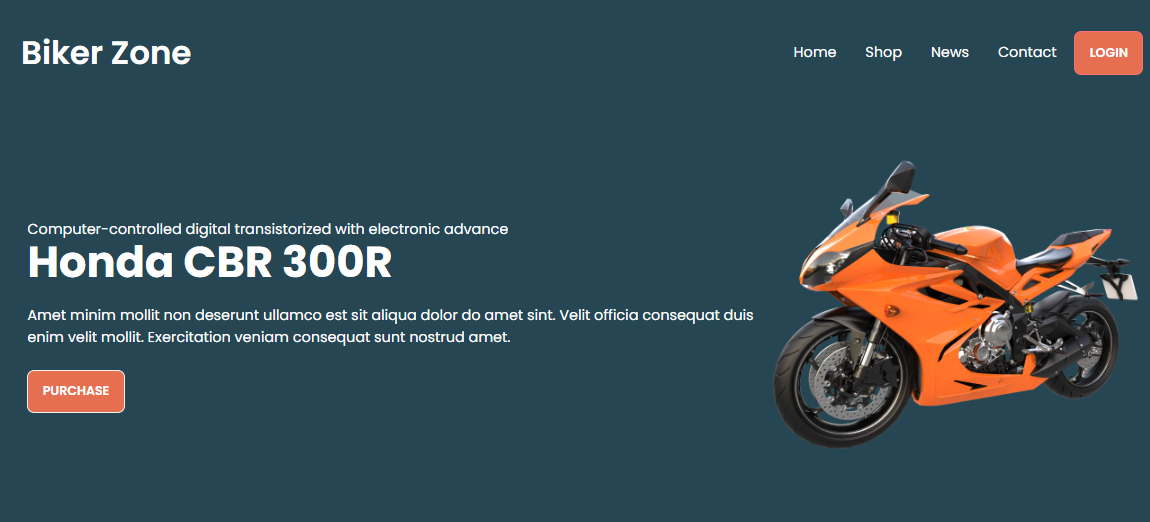 Biker Zone
Home Shop News Contact LOGIN
Computer-controlled digital transistorized with electronic advance
Honda CBR 300R
Amet minim mollit non deserunt ullamco est sit aliqua dolor do amet sint. Velit officia consequat duis
enim velit mollit. Exercitation veniam consequat sunt nostrud amet.
PURCHASE